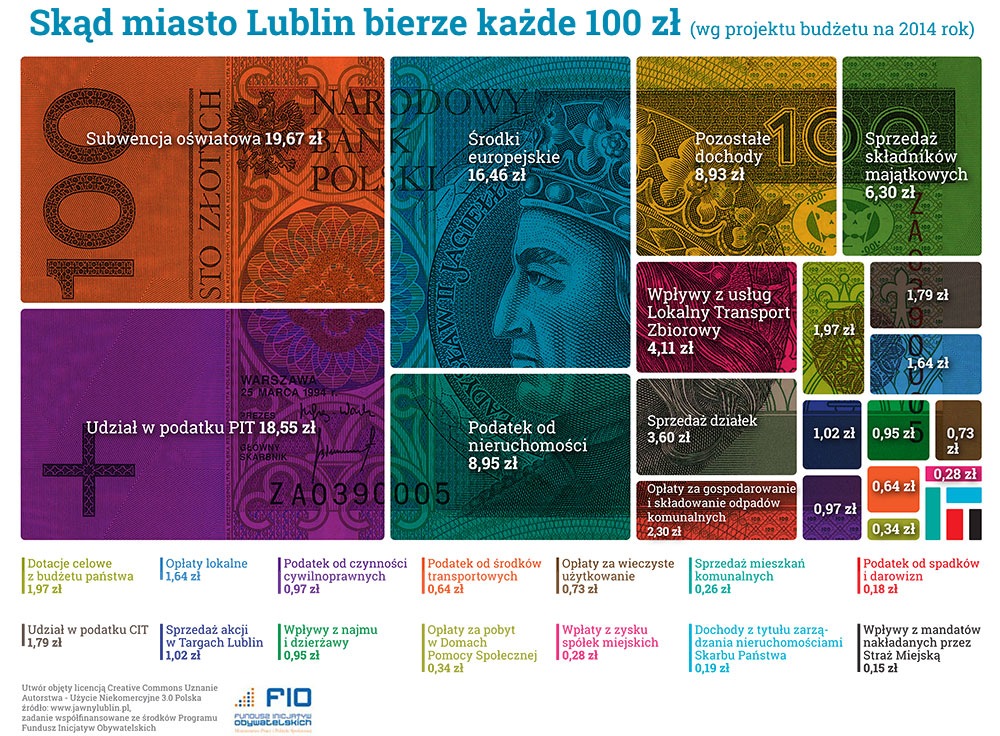 Skąd miasto Lublin bierze każde 100 zł (wg projektu budżetu na 2014 rok)
100
STO ZŁOTYCH
NARODOWY
BANK
POLSKI
Subwencja oświatowa 19,67 zł
Środki
europejskie
16,46 zł
Pozostałe
dochody
8,93 zł
100
Sprzedaż
składników
majątkowych
6,30 zł
Wpływy z usług
Lokalny Transport
Zbiorowy
4,11 zł
1,97 zł
1,79 zł
1,64 zł
WARSZAWA
25 MARCA 1994 r.
PREZES
GŁÓWNY
SKARBNIK
Udział w podatku PIT 18,55 zł
ZA0390005
Podatek od
nieruchomości
8,95 zł
Sprzedaż działek
3,60 zł
1,02 zł
0,95 zł
0,73
zł
Opłaty za gospodarowanie
i składowanie odpadów
komunalnych
2,30 zł
0,97 zł
0,64 zł
0,28 zł
0,34 zł
Dotacje celowe
z budżetu państwa
1,97 zł
Opłaty lokalne
1,64 zł
Podatek od czynności
cywilnoprawnych
0,97 zł
Podatek od środków
transportowych
0,64 zł
Opłaty za wieczyste
użytkowanie
0,73 zł
Sprzedaż mieszkań
komunalnych
0,26 zł
Podatek od spadków
i darowizn
0,18 zł
Udział w podatku CIT
1,79 zł
Sprzedaż akcji
w Targach Lublin
1,02 zł
Wpływy z najmu
i dzierżawy
0,95 zł
Opłaty za pobyt
w Domach
Pomocy Społecznej
0,34 zł
Wpłaty z zysku
spółek miejskich
0,28 zł
Dochody z tytułu zarzą-
dzania nieruchomościami
Skarbu Państwa
0,19 zł
Wpływy z mandatów
nakładanych przez
Straż Miejską
0,15 zł
Utwór objęty licencją Creative Commons Uznanie
Autorstwa - Użycie Niekomercyjne 3.0 Polska
źródło: www.jawnylublin.pl,
zadanie współfinansowane ze środków Programu
Fundusz Inicjatyw Obywatelskich
FIO
FUNDUSZ INICJATYW
OBYWATELSKICH